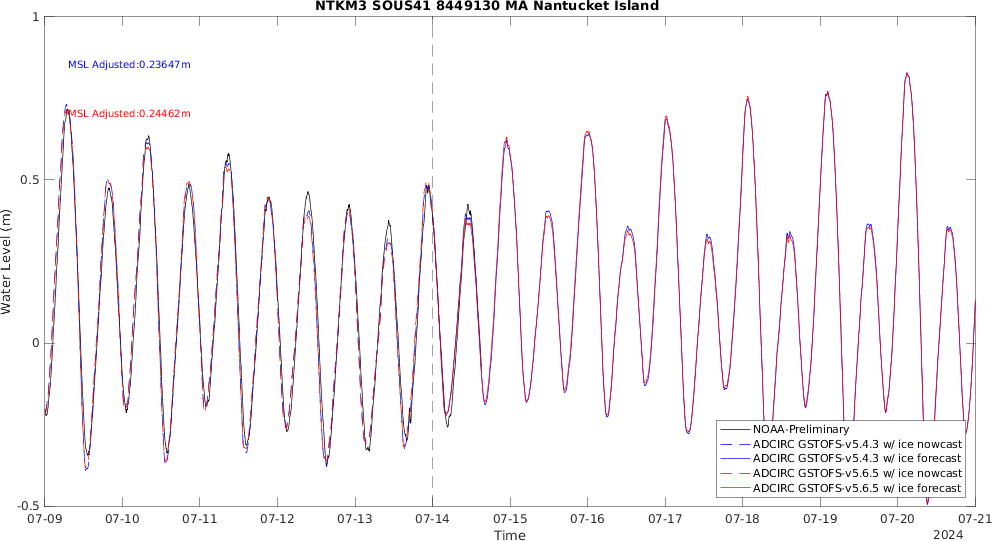 NTKM3 SOUS41 8449130 MA Nantucket Island
1
MSL Adjusted:0.23647m
MSL Adjusted:0.24462m
0.5
Water Level (m)
0
-0.5
NOAA-Preliminary
ADCIRC GSTOFS-v5.4.3 w/ ice nowcast
ADCIRC GSTOFS-v5.4.3 w/ ice forecast
ADCIRC GSTOFS-v5.6.5 w/ ice nowcast
ADCIRC GSTOFS-v5.6.5 w/ ice forecast
07-09 07-10 07-11 07-12 07-13 07-14 07-15 07-16 07-17 07-18 07-19 07-20 07-21
Time
2024